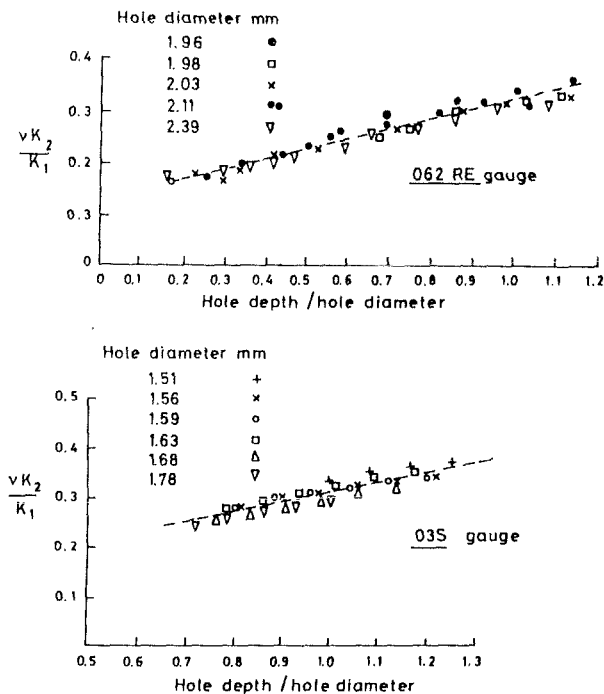 Hole diameter mm
1.96 ●
1.98 □
2.03 ×
2.11 ●●
2.39 ▽
0.4
0.3
0.2
0.3
0
νK2
K1
062 RE gauge
0 0.1 0.2 0.3 0.4 0.5 0.6 0.7 0.8 0.9 1.0 1.1 1.2
Hole depth / hole diameter
Hole diameter mm
1.51 +
1.56 ×
1.59 o
1.63 □
1.68 △
1.78 ▽
0.5
0.4
0.3
0.2
0.1
νK2
K1
03S gauge
0.5 0.6 0.7 0.8 0.9 1.0 1.1 1.2 1.3
Hole depth / hole diameter